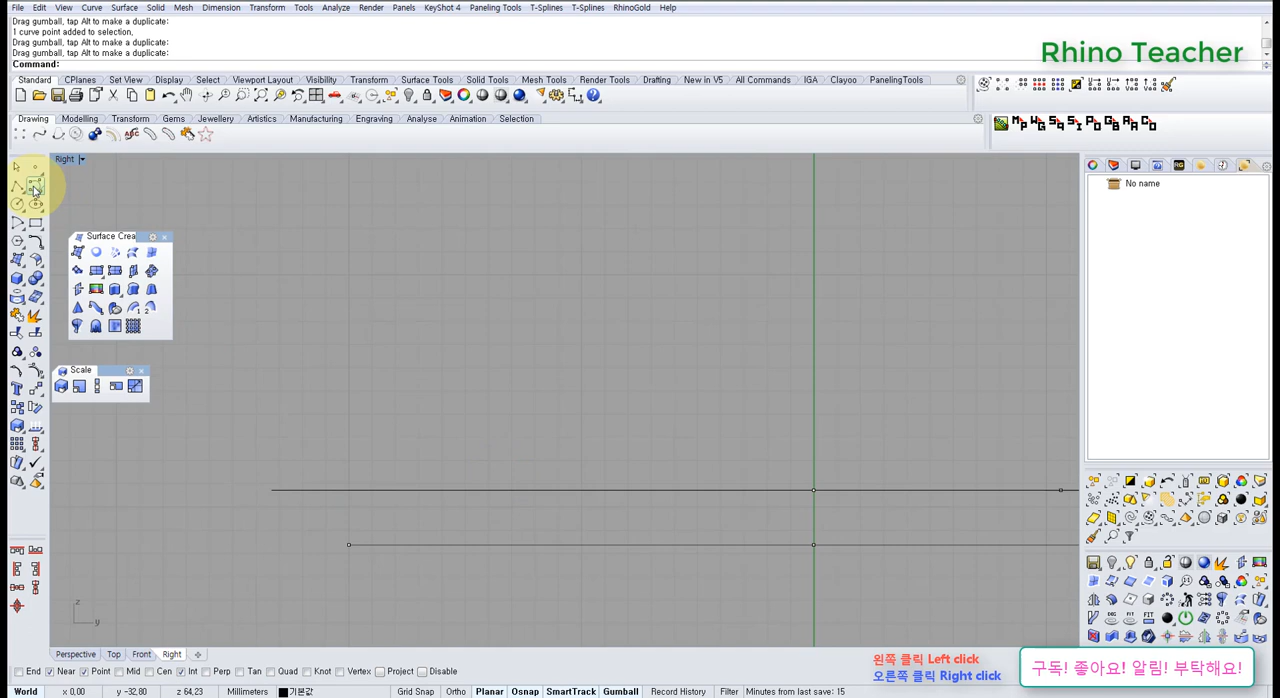 File Edit View Curve Surface Solid Mesh Dimension Transform Tools Analyze Render Panels KeyShot 4 Paneling Tools T-Splines T-Splines RhinoGold Help
Drag gumball, tap Alt to make a duplicate:
1 curve point added to selection,
Drag gumball, tap Alt to make a duplicate:
Drag gumball, tap Alt to make a duplicate:
Command:
Rhino Teacher
Standard CPlanes Set View Display Select Viewport Layout Visibility Transform Surface Tools Solid Tools Mesh Tools Render Tools Drafting New in V5 All Commands IGA Clayoo PanelingTools
Drawing Modelling Transform Gems Jewellery Artistics Manufacturing Engraving Analyse Animation Selection
Right
No name
Surface Crea
Scale
z
y
Perspective Top Front Right
End Near Point Mid Cen Int Perp Tan Quad Knot Vertex Project Disable
왼쪽 클릭 Left click
오른쪽 클릭 Right click
구독! 좋아요! 알림! 부탁해요!
World x 0,00 y -32,80 z 64,23 Millimeters 기본값 Grid Snap Ortho Planar Osnap SmartTrack Gumball Record History Filter Minutes from last save: 15